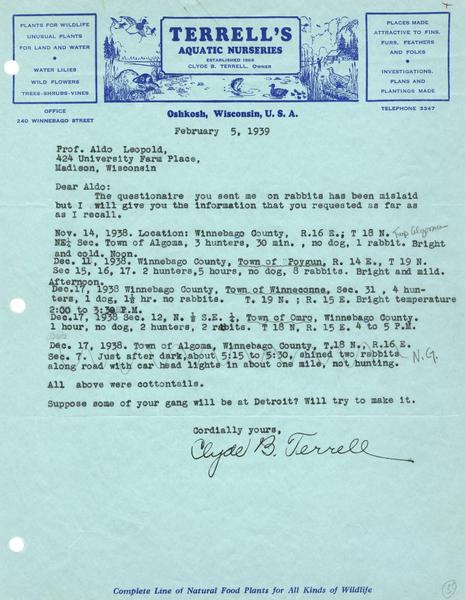 PLANTS FOR WILDLIFE
UNUSUAL PLANTS
FOR LAND AND WATER
•
WATER LILIES
WILD FLOWERS
TREES-SHRUBS-VINES
OFFICE
240 WINNEBAGO STREET
TERRELL'S
AQUATIC NURSERIES
ESTABLISHED 1896
CLYDE B. TERRELL, OWNER
Oshkosh, Wisconsin, U. S. A.
PLACES MADE
ATTRACTIVE TO FINS,
FURS, FEATHERS
AND FOLKS
•
INVESTIGATIONS,
PLANS AND
PLANTINGS MADE
TELEPHONE 3347
February 5, 1939
Prof. Aldo Leopold,
424 University Farm Place,
Madison, Wisconsin
Dear Aldo:
The questionaire you sent me on rabbits has been mislaid
but I will give you the information that you requested as far as
as I recall.
Nov. 14, 1938. Location: Winnebago County, R.16 E.; T 18 N.
NE¼ Sec. Town of Algoma, 3 hunters, 30 min. , no dog, 1 rabbit. Bright
and cold. Noon.
Dec. 11, 1938. Winnebago County, Town of Poygun, R. 14 E., T 19 N.
Sec 15, 16, 17. 2 hunters,5 hours, no dog, 8 rabbits. Bright and mild.
Afternoon.
Dec.17, 1938 Winnebago County, Town of Winneconne, Sec. 31 , 4 hun-
ters, 1 dog, 1½ hr. no rabbits. T. 19 N. ; R. 15 E. Bright temperature
2:00 to 3:30 P.M.
Dec.17, 1938 Sec. 12, N. ½ S.E. ¼, Town of Omro, Winnebago County.
1 hour, no dog, 2 hunters, 2 rabbits. T 18 N, R. 15 E. 4 to 5 P.M.
Dec. 17, 1938. Town of Algoma, Winnebago County, T.18 N., R.16 E.
Sec. 7. Just after dark,about 5:15 to 5:30, shined two rabbits N.G.
along road with car head lights in about one mile, not hunting.
All above were cottontails.
Suppose some of your gang will be at Detroit? Will try to make it.
Cordially yours,
Clyde B. Terrell
Complete Line of Natural Food Plants for All Kinds of Wildlife